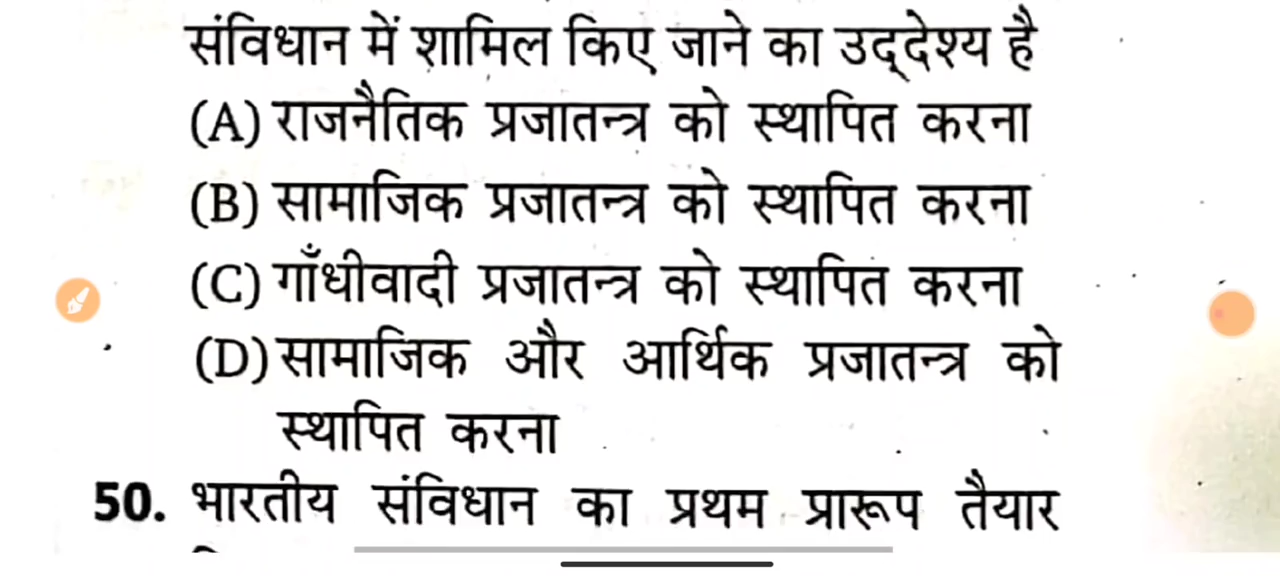 संविधान में शामिल किए जाने का उद्देश्य है
(A) राजनैतिक प्रजातन्त्र को स्थापित करना
(B) सामाजिक प्रजातन्त्र को स्थापित करना
(C) गाँधीवादी प्रजातन्त्र को स्थापित करना
(D) सामाजिक और आर्थिक प्रजातन्त्र को
स्थापित करना
50. भारतीय संविधान का प्रथम प्रारूप तैयार